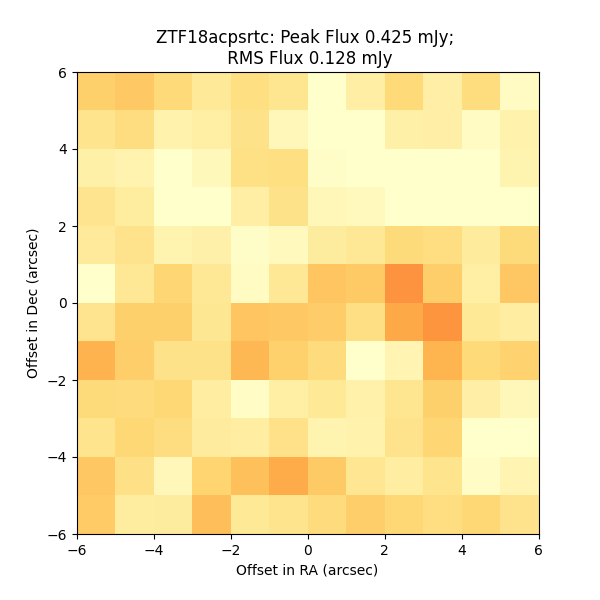 ZTF18acpsrtc: Peak Flux 0.425 mJy;
RMS Flux 0.128 mJy
6
4
2
0
−2
−4
−6
Offset in Dec (arcsec)
−6 −4 −2 0 2 4 6
Offset in RA (arcsec)